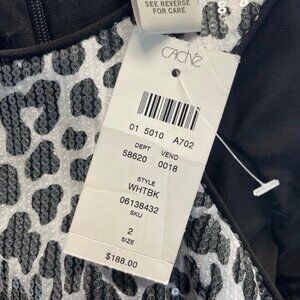 SEE REVERSE
FOR CARE
CACHÉ
01 5010 A702
DEPT VEND
58620 0018
STYLE
WHTBK
06138432
SKU
2
SIZE
$188.00